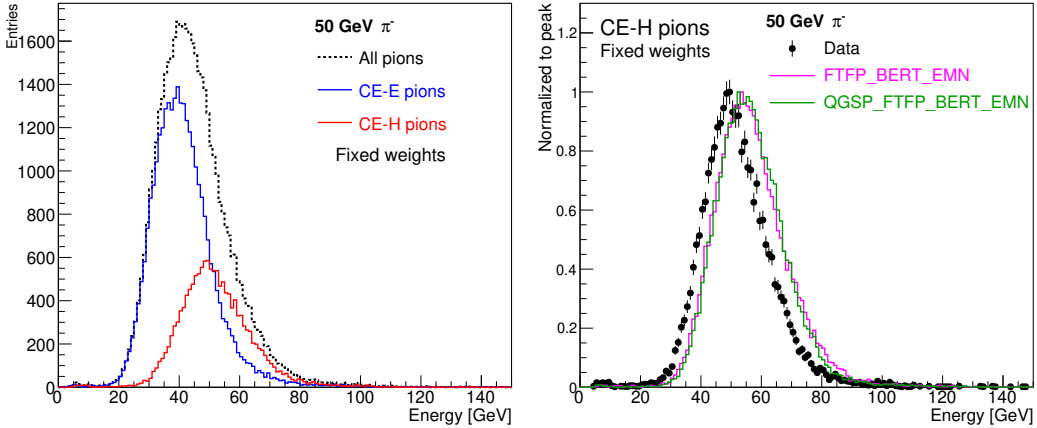 Entries
1600
1400
1200
1000
800
600
400
200
0
0 20 40 60 80 100 120 140
Energy [GeV]
50 GeV π⁻
All pions
CE-E pions
CE-H pions
Fixed weights
Normalized to peak
1.2
1
0.8
0.6
0.4
0.2
0
0 20 40 60 80 100 120 140
Energy [GeV]
CE-H pions
Fixed weights
50 GeV π⁻
Data
FTFP_BERT_EMN
QGSP_FTFP_BERT_EMN